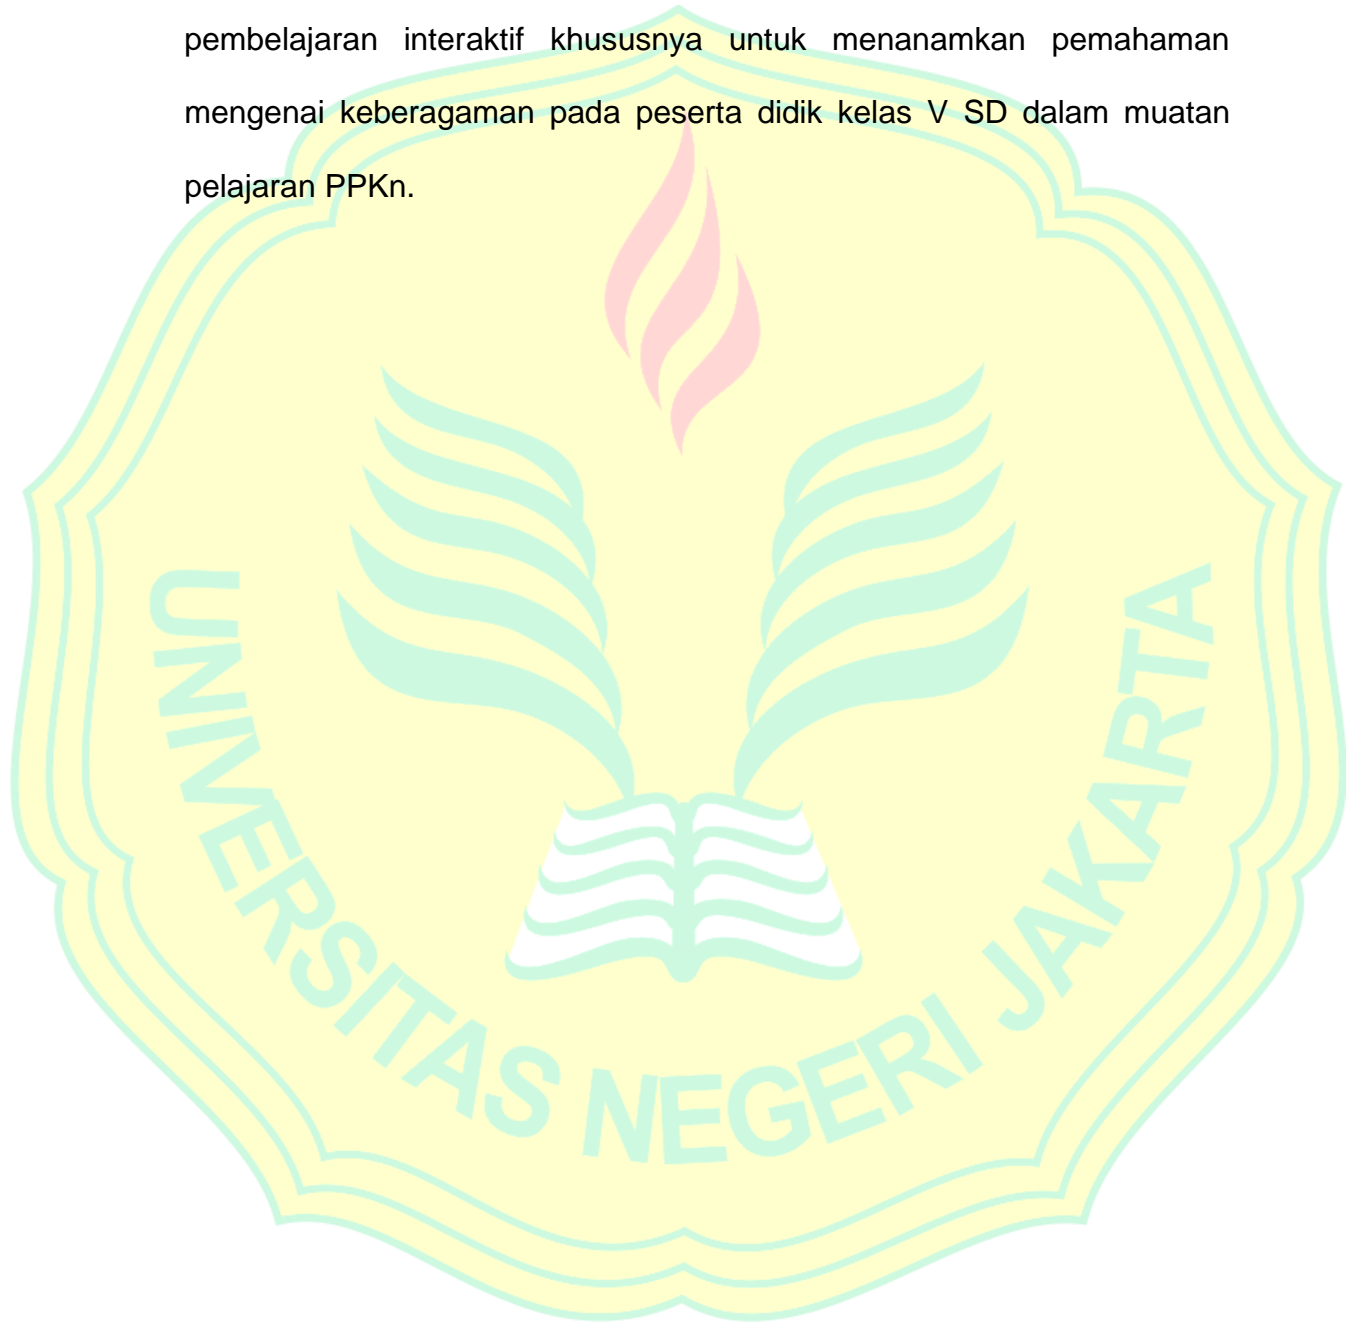 pembelajaran interaktif khususnya untuk menanamkan pemahaman
mengenai keberagaman pada peserta didik kelas V SD dalam muatan
pelajaran PPKn.
UNIVERSITAS NEGERI JAKARTA